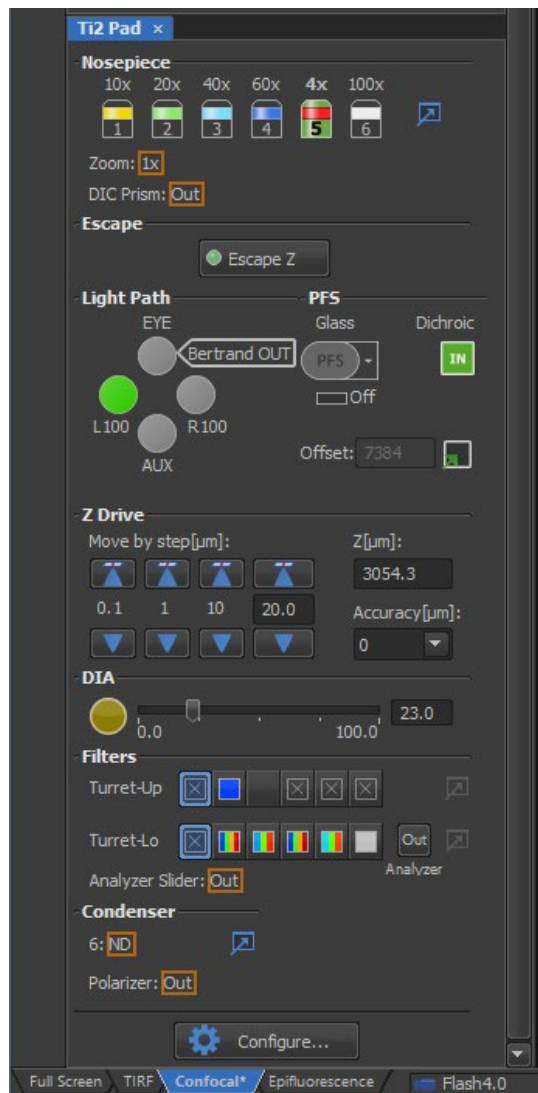 Ti2 Pad ×
Nosepiece
10x 20x 40x 60x 4x 100x
1 2 3 4 5 6
Zoom: 1x
DIC Prism: Out
Escape
Escape Z
Light Path PFS
EYE Glass Dichroic
Bertrand OUT PFS IN
Off
L100 R100
AUX Offset: 7384
Z Drive
Move by step[µm]: Z[µm]:
3054.3
0.1 1 10 20.0 Accuracy[µm]:
0
DIA
0.0 100.0 23.0
Filters
Turret-Up
Turret-Lo Out
Analyzer
Analyzer Slider: Out
Condenser
6: ND
Polarizer: Out
Configure...
Full Screen TIRF Confocal* Epifluorescence Flash4.0